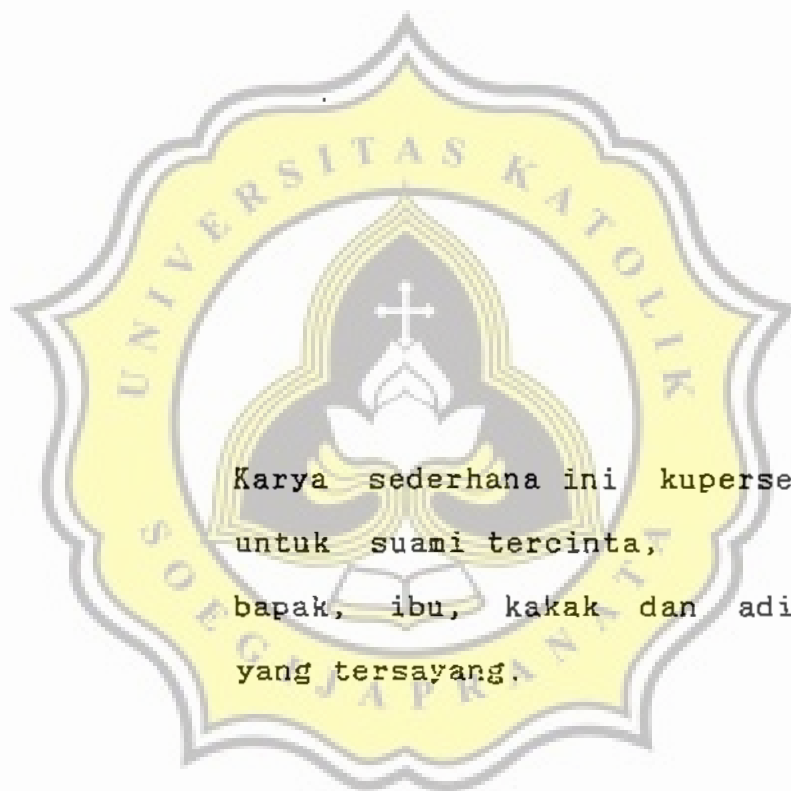 UNIVERSITAS KATOLIK
Karya sederhana ini kuperse
untuk suami tercinta,
bapak, ibu, kakak dan adi
yang tersayang.
SOEGIJAPRANATA